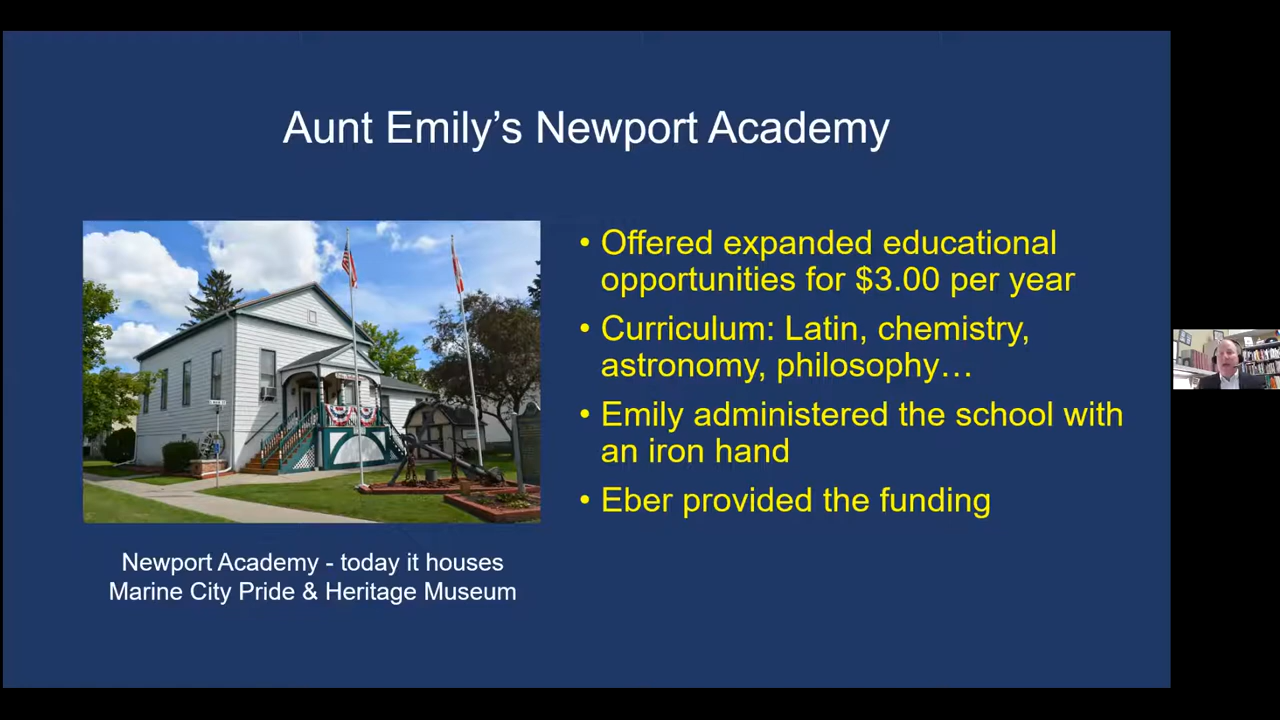 Aunt Emily’s Newport Academy
• Offered expanded educational
opportunities for $3.00 per year
• Curriculum: Latin, chemistry,
astronomy, philosophy…
• Emily administered the school with
an iron hand
• Eber provided the funding
Newport Academy - today it houses
Marine City Pride & Heritage Museum